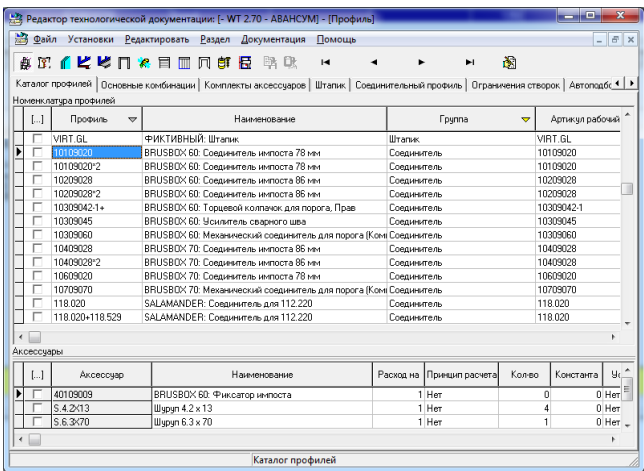 Редактор технологической документации: [- WT 2.70 - АВАНСУМ] - [Профиль]
Файл Установки Редактировать Раздел Документация Помощь
Каталог профилей Основные комбинации Комплекты аксессуаров Штапик Соединительный профиль Ограничения створок Автоподбо
Номенклатура профилей
[...] Профиль Наименование Группа Артикул рабочий
VIRT.GL ФИКТИВНЫЙ: Штапик Штапик VIRT.GL
10109020 BRUSBOX 60: Соединитель импоста 78 мм Соединитель 10109020
10109020*2 BRUSBOX 60: Соединитель импоста 78 мм Соединитель 10109020
10209028 BRUSBOX 60: Соединитель импоста 86 мм Соединитель 10209028
10209028*2 BRUSBOX 60: Соединитель импоста 86 мм Соединитель 10209028
10309042-1+ BRUSBOX 60: Торцевой колпачок для порога, Прав Соединитель 10309042-1
10309045 BRUSBOX 60: Усилитель сварного шва Соединитель 10309045
10309060 BRUSBOX 60: Механический соединитель для порога (Ком Соединитель 10309060
10409028 BRUSBOX 70: Соединитель импоста 86 мм Соединитель 10409028
10409028*2 BRUSBOX 70: Соединитель импоста 86 мм Соединитель 10409028
10609020 BRUSBOX 70: Соединитель импоста 78 мм Соединитель 10609020
10709070 BRUSBOX 70: Механический соединитель для порога (Ком Соединитель 10709070
118.020 SALAMANDER: Соединитель для 112.220 Соединитель 118.020
118.020+118.529 SALAMANDER: Соединитель для 112.220 Соединитель 118.020
Аксессуары
[...] Аксессуар Наименование Расход на Принцип расчета Кол-во Константа Ус
40109009 BRUSBOX 60: Фиксатор импоста 1 Нет 0 0 Нет
S.4.2X13 Шуруп 4.2 x 13 1 Нет 4 0 Нет
S.6.3X70 Шуруп 6.3 x 70 1 Нет 1 0 Нет
Каталог профилей